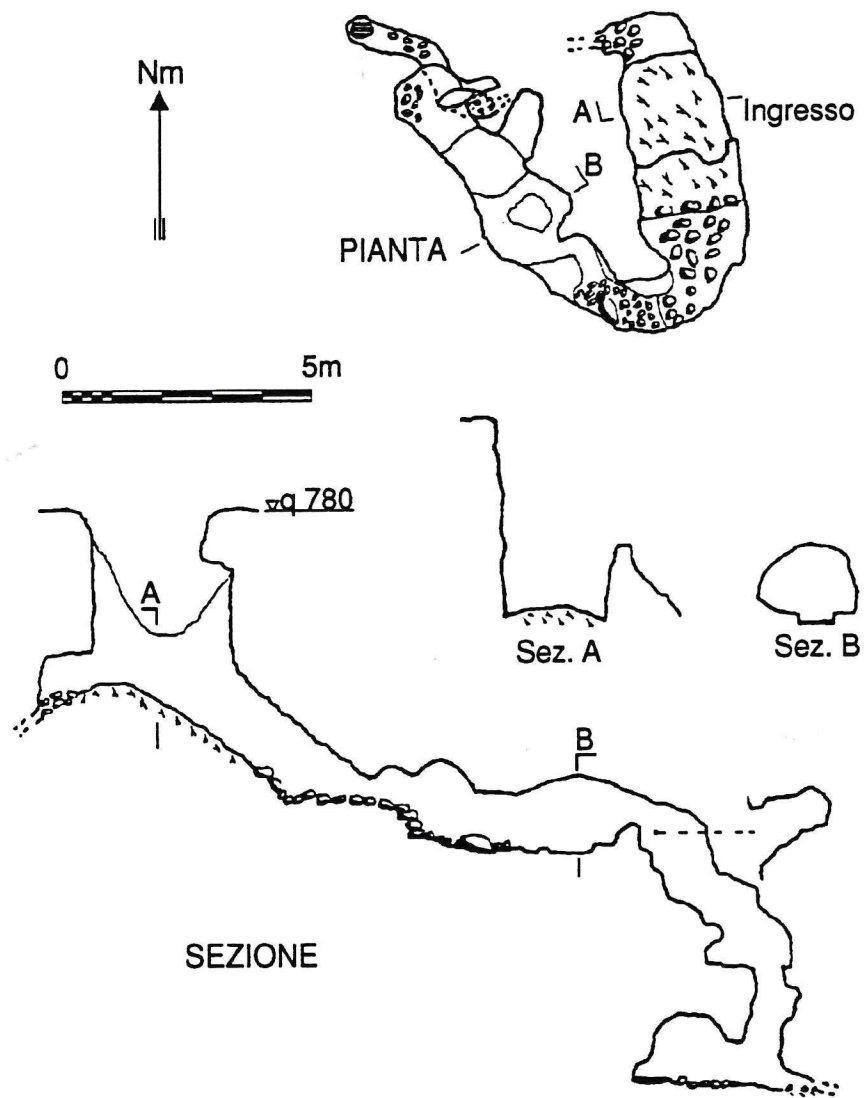 Nm
A
Ingresso
B
PIANTA
0 5m
q 780
A
Sez. A
Sez. B
B
SEZIONE